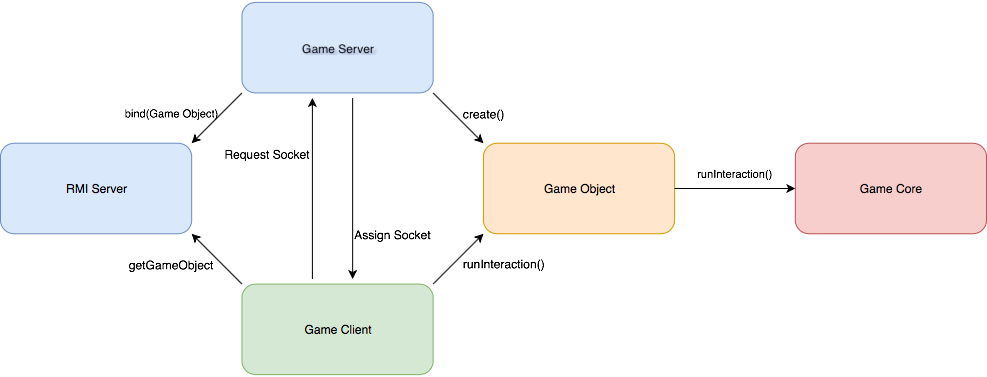 Game Server
bind(Game Object)
create()
Request Socket
RMI Server
Game Object
runInteraction()
Game Core
Assign Socket
getGameObject
runInteraction()
Game Client